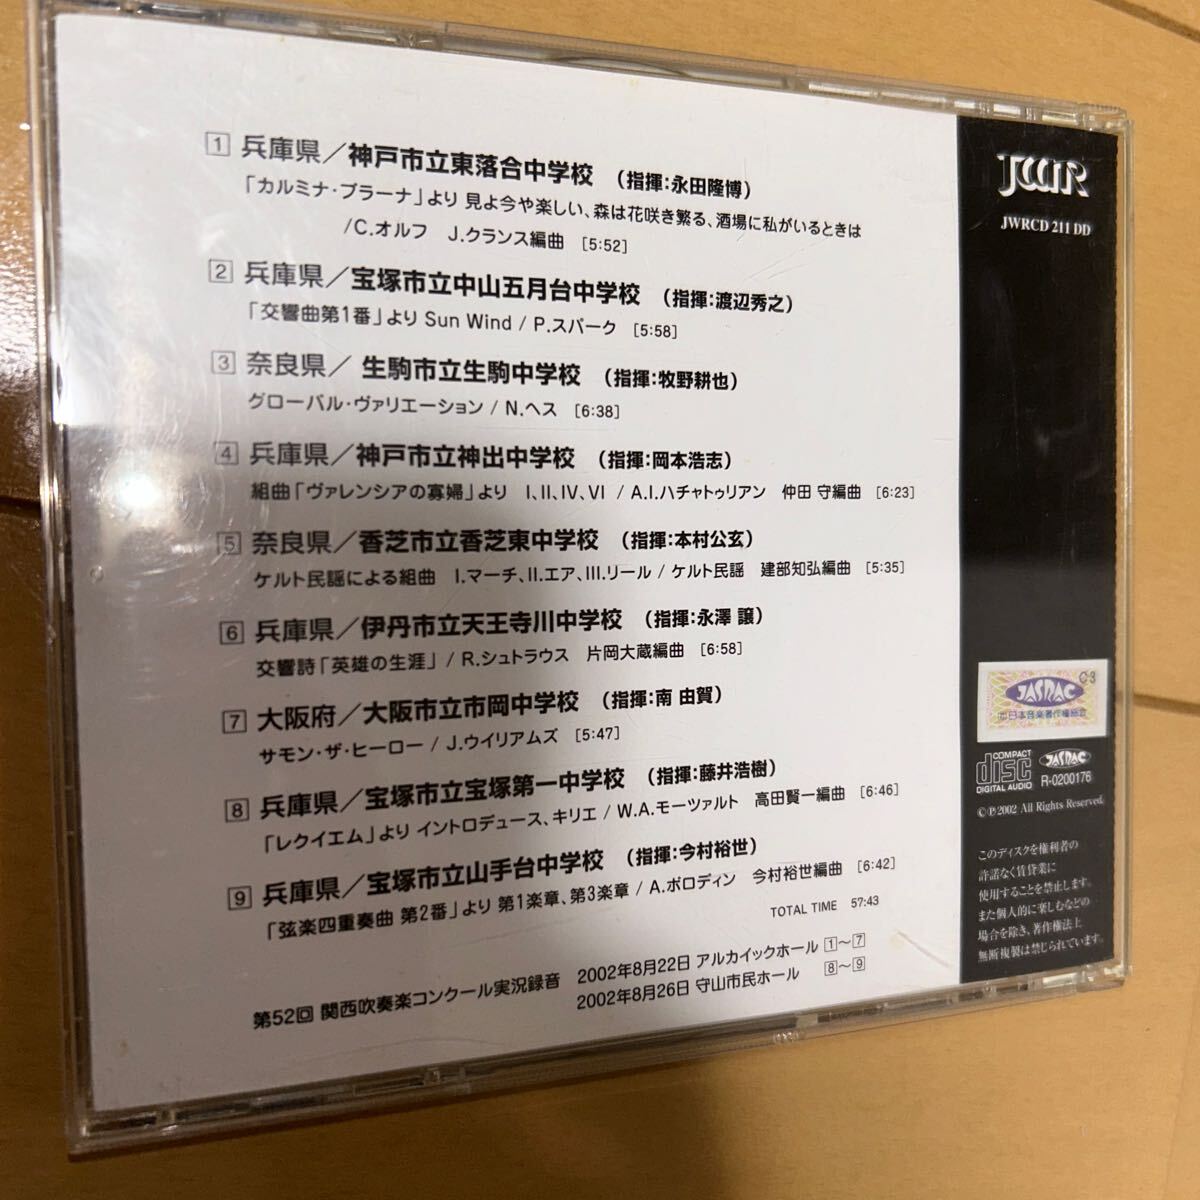 1 兵庫県／神戸市立東落合中学校 (指揮:永田隆博)
「カルミナ・ブラーナ」より 見よ今や楽しい、森は花咲き繁る、酒場に私がいるときは
/C.オルフ J.クランス編曲 [5:52]
2 兵庫県／宝塚市立中山五月台中学校 (指揮:渡辺秀之)
「交響曲第1番」より Sun Wind / P.スパーク [5:58]
3 奈良県／ 生駒市立生駒中学校 (指揮:牧野耕也)
グローバル・ヴァリエーション / N.ヘス [6:38]
4 兵庫県／神戸市立神出中学校 (指揮:岡本浩志)
組曲「ヴァレンシアの寡婦」より I,II,IV,VI / A.I.ハチャトゥリアン 仲田 守編曲 [6:23]
5 奈良県／香芝市立香芝東中学校 (指揮:本村公玄)
ケルト民謡による組曲 I.マーチ、II.エア、III.リール / ケルト民謡 建部知弘編曲 [5:35]
6 兵庫県／伊丹市立天王寺川中学校 (指揮:永澤 譲)
交響詩「英雄の生涯」 / R.シュトラウス 片岡大蔵編曲 [6:58]
7 大阪府／大阪市立市岡中学校 (指揮:南 由賀)
サモン・ザ・ヒーロー / J.ウイリアムズ [5:47]
8 兵庫県／宝塚市立宝塚第一中学校 (指揮:藤井浩樹)
「レクイエム」より イントロデュース、キリエ / W.A.モーツァルト 高田賢一編曲 [6:46]
9 兵庫県／宝塚市立山手台中学校 (指揮:今村裕世)
「弦楽四重奏曲 第2番」より 第1楽章、第3楽章 / A.ボロディン 今村裕世編曲 [6:42]
TOTAL TIME 57:43
第52回 関西吹奏楽コンクール実況録音 2002年8月22日 アルカイックホール 1～7
2002年8月26日 守山市民ホール 8～9
JWR
JWRCD 211 DD
C3
JASRAC
㈳日本音楽著作権協会
COMPACT
disc
DIGITAL AUDIO
JASRAC
R-0200176
©℗2002 All Rights Reserved.
このディスクを権利者の
許諾なく賃貸業に
使用することを禁止します。
また個人的に楽しむなどの
場合を除き、著作権法上
無断複製は禁じられています。